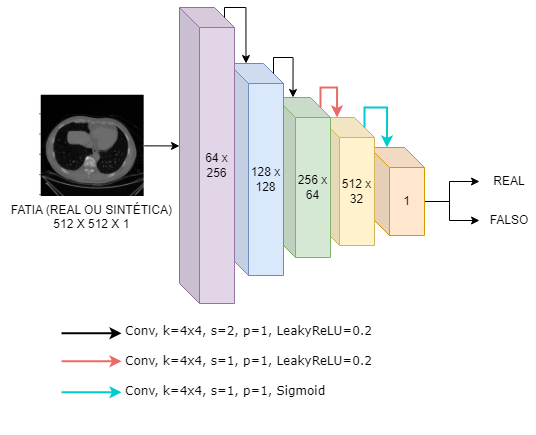 64 x
256
128 x
128
256 x
64
512 x
32
1
FATIA (REAL OU SINTÉTICA)
512 X 512 X 1
REAL
FALSO
Conv, k=4x4, s=2, p=1, LeakyReLU=0.2
Conv, k=4x4, s=1, p=1, LeakyReLU=0.2
Conv, k=4x4, s=1, p=1, Sigmoid